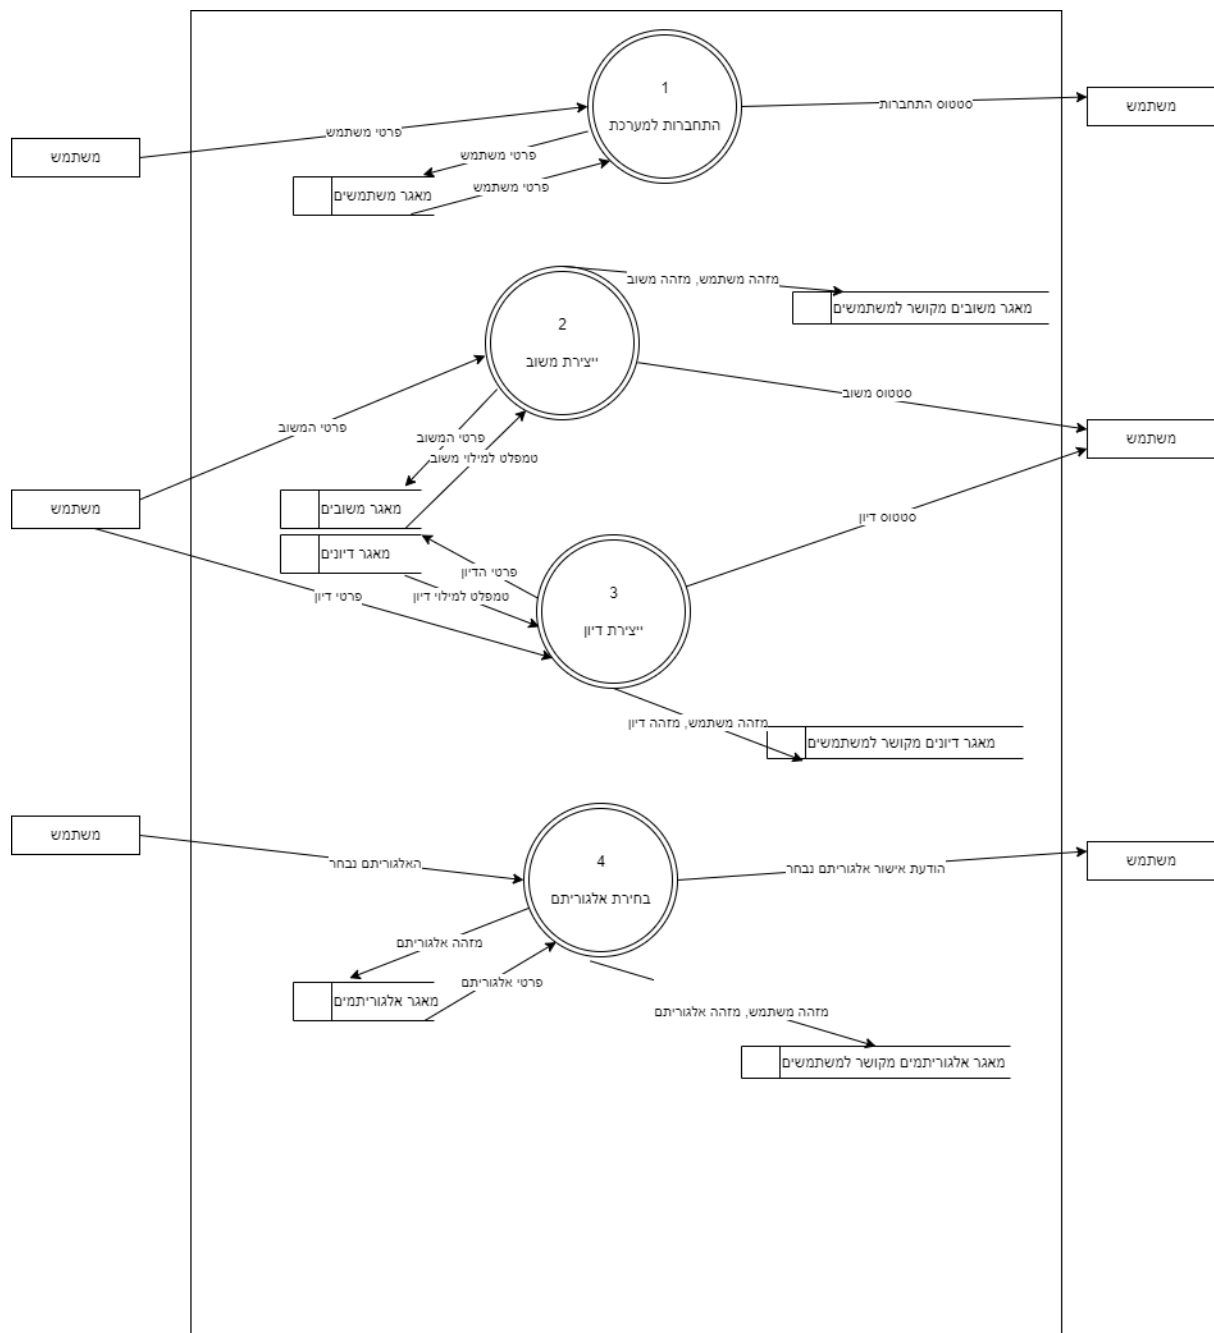 1
התחברות למערכת
סטטוס התחברות
משתמש
פרטי משתמש
משתמש
פרטי משתמש
פרטי משתמש
מאגר משתמשים
מזהה משתמש, מזהה משוב
מאגר משובים מקושר למשתמשים
2
ייצירת משוב
סטטוס משוב
משתמש
פרטי המשוב
פרטי המשוב
טמפלט למילוי משוב
משתמש
מאגר משובים
סטטוס דיון
מאגר דיונים
פרטי הדיון
טמפלט למילוי דיון
פרטי דיון
3
ייצירת דיון
מזהה משתמש, מזהה דיון
מאגר דיונים מקושר למשתמשים
משתמש
האלגוריתם נבחר
4
בחירת אלגוריתם
הודעת אישור אלגוריתם נבחר
משתמש
מזהה אלגוריתם
פרטי אלגוריתם
מאגר אלגוריתמים
מזהה משתמש, מזהה אלגוריתם
מאגר אלגוריתמים מקושר למשתמשים